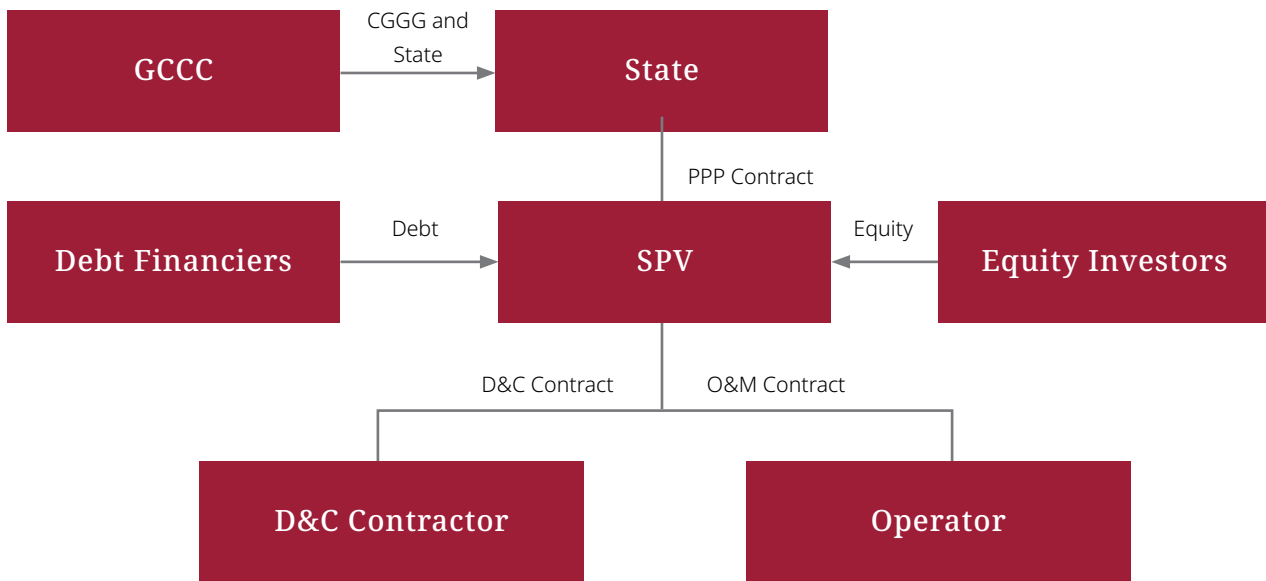 CGGG and
State
GCCC
State
PPP Contract
Debt Financiers
Debt
SPV
Equity
Equity Investors
D&C Contract
O&M Contract
D&C Contractor
Operator